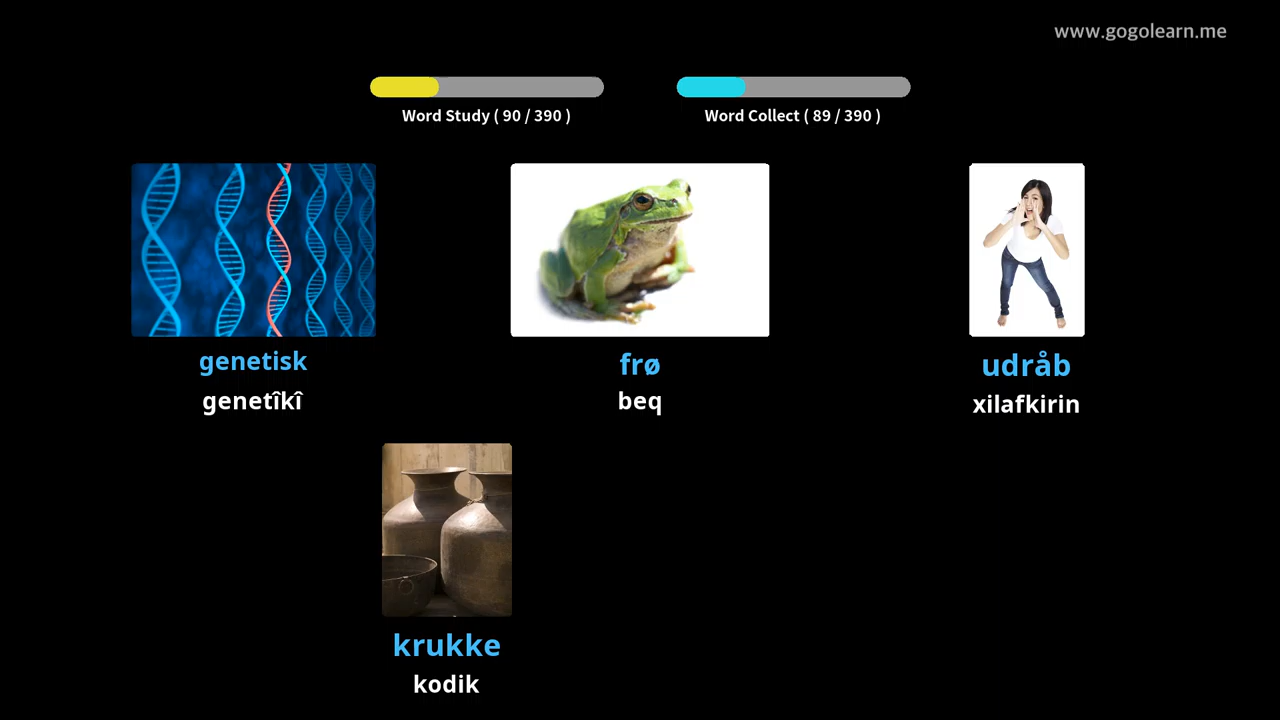 www.gogolearn.me
Word Study ( 90 / 390 )
Word Collect ( 89 / 390 )
genetisk
genetîkî
frø
beq
udråb
xilafkirin
krukke
kodik